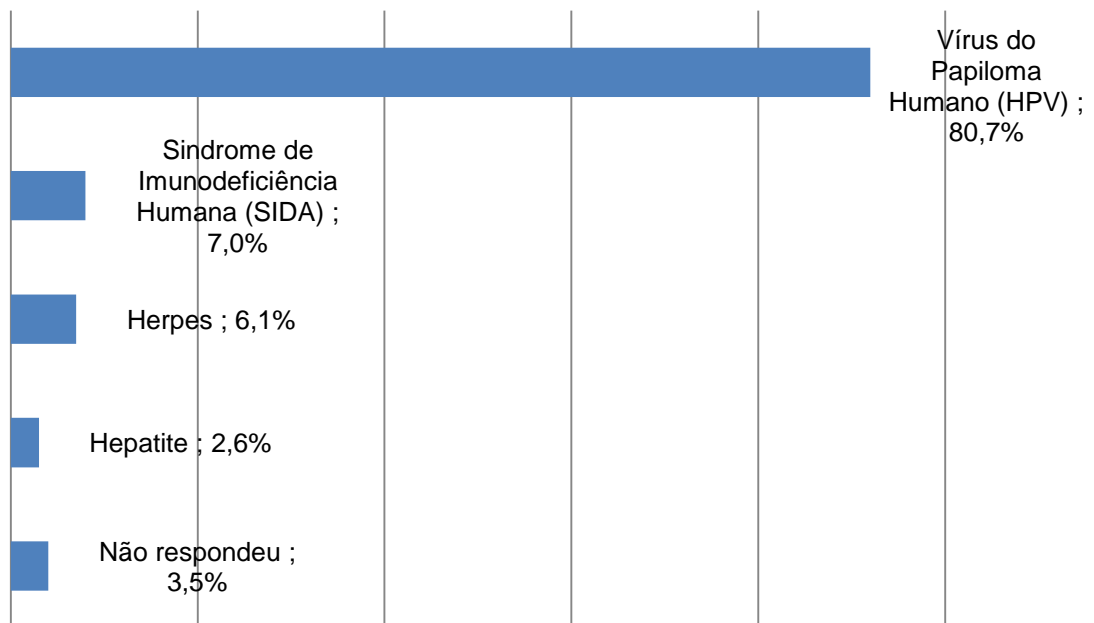 Vírus do
Papiloma
Humano (HPV) ;
80,7%
Sindrome de
Imunodeficiência
Humana (SIDA) ;
7,0%
Herpes ; 6,1%
Hepatite ; 2,6%
Não respondeu ;
3,5%